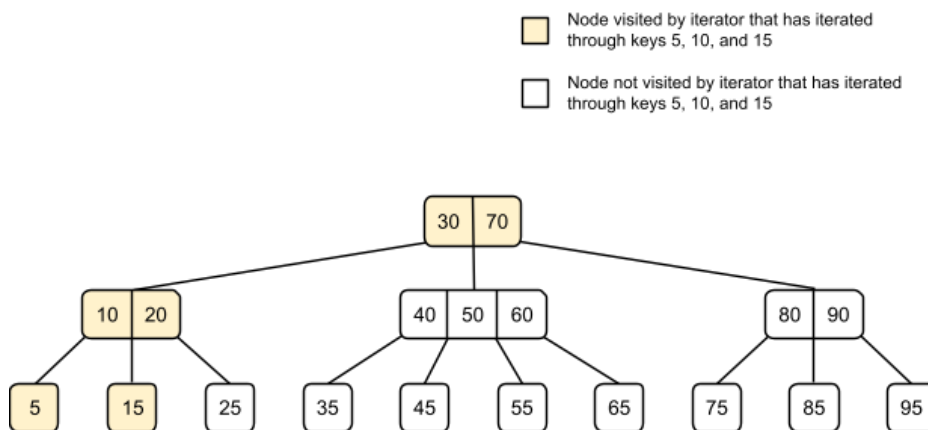 Node visited by iterator that has iterated
through keys 5, 10, and 15
Node not visited by iterator that has iterated
through keys 5, 10, and 15
30 70
10 20 40 50 60 80 90
5 15 25 35 45 55 65 75 85 95